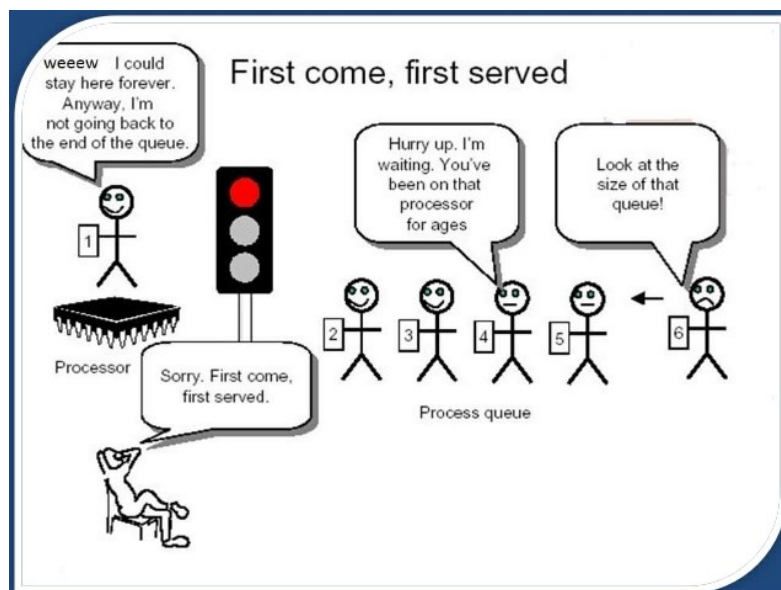 First come, first served
weeew I could
stay here forever.
Anyway, I'm
not going back to
the end of the queue.
Hurry up. I'm
waiting. You've
been on that
processor
for ages
Look at the
size of that
queue!
1
2
3
4
5
6
Processor
Sorry. First come,
first served.
Process queue